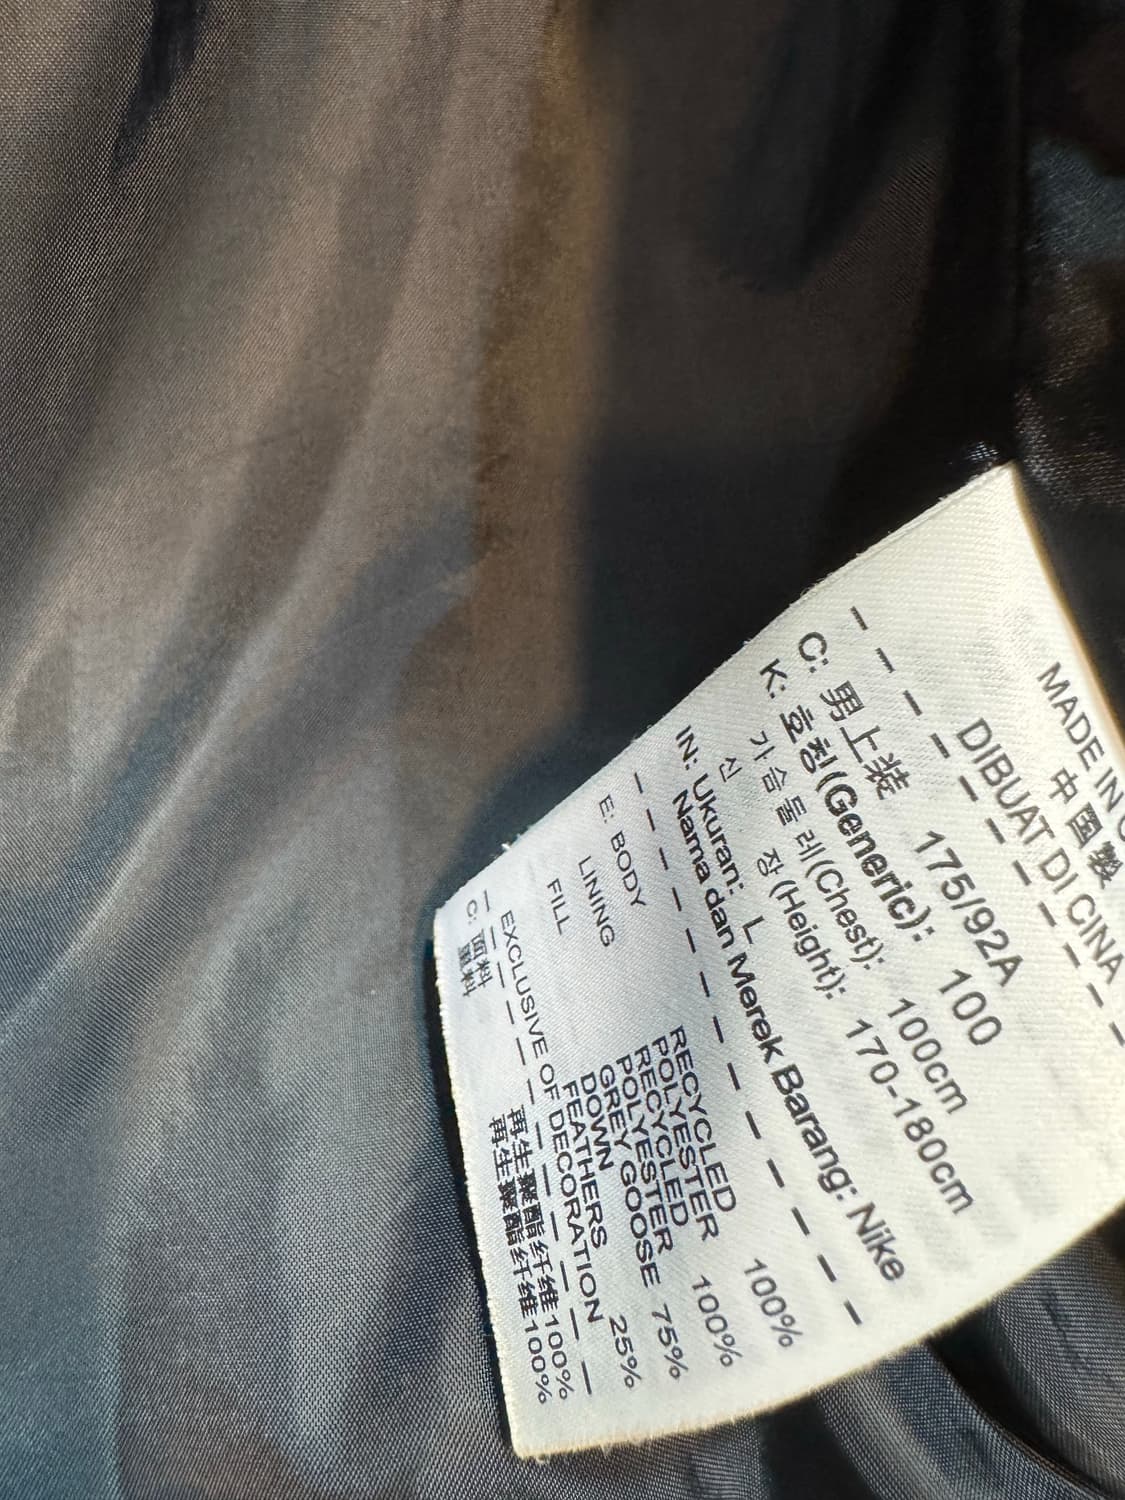 MADE IN
中国製
DIBUAT DI CINA
C: 男上装 175/92A
K: 호칭(Generic): 100
가슴둘레(Chest): 100cm
신 장(Height): 170-180cm
IN: Ukuran: L
Nama dan Merek Barang: Nike
E: BODY RECYCLED POLYESTER 100%
LINING RECYCLED POLYESTER 100%
FILL GREY GOOSE DOWN 75%
FEATHERS 25%
EXCLUSIVE OF DECORATION
C: 面料 再生聚酯纤维100%
里料 再生聚酯纤维100%